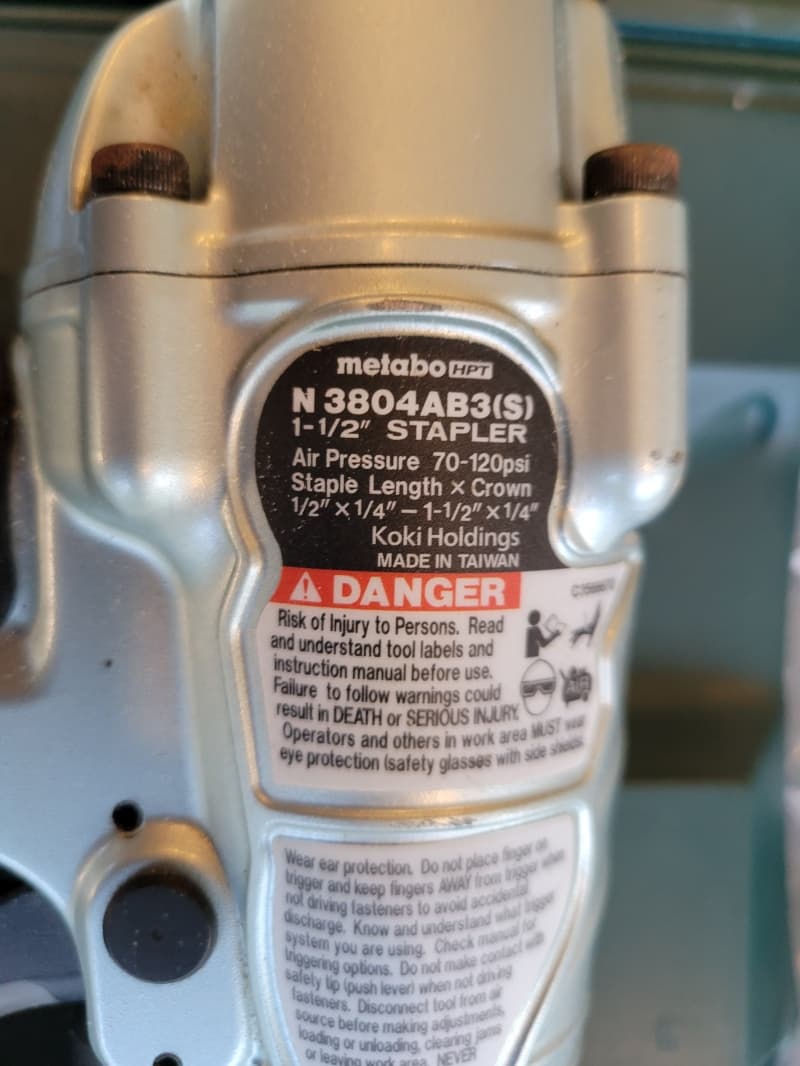 metabo HPT
N 3804AB3(S)
1-1/2" STAPLER
Air Pressure 70-120psi
Staple Length × Crown
1/2" × 1/4" – 1-1/2" × 1/4"
Koki Holdings
MADE IN TAIWAN
DANGER
Risk of Injury to Persons. Read
and understand tool labels and
instruction manual before use.
Failure to follow warnings could
result in DEATH or SERIOUS INJURY.
Operators and others in work area MUST wear
eye protection (safety glasses with side shields
Wear ear protection. Do not place finger on
trigger and keep fingers AWAY from trigger when
not driving fasteners to avoid accidental
discharge. Know and understand what trigger
system you are using. Check manual for
triggering options. Do not make contact with
safety tip (push lever) when not driving
fasteners. Disconnect tool from air
source before making adjustments,
loading or unloading, clearing jams
or leaving work area. NEVER